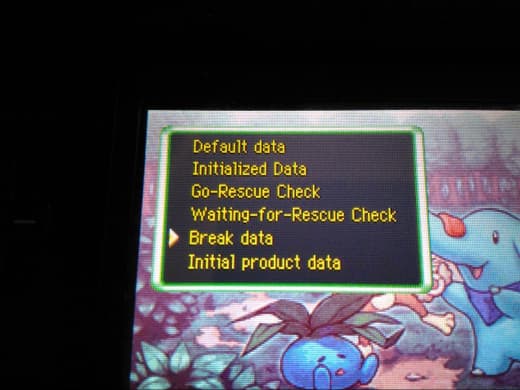 Default data
Initialized Data
Go-Rescue Check
Waiting-for-Rescue Check
Break data
Initial product data